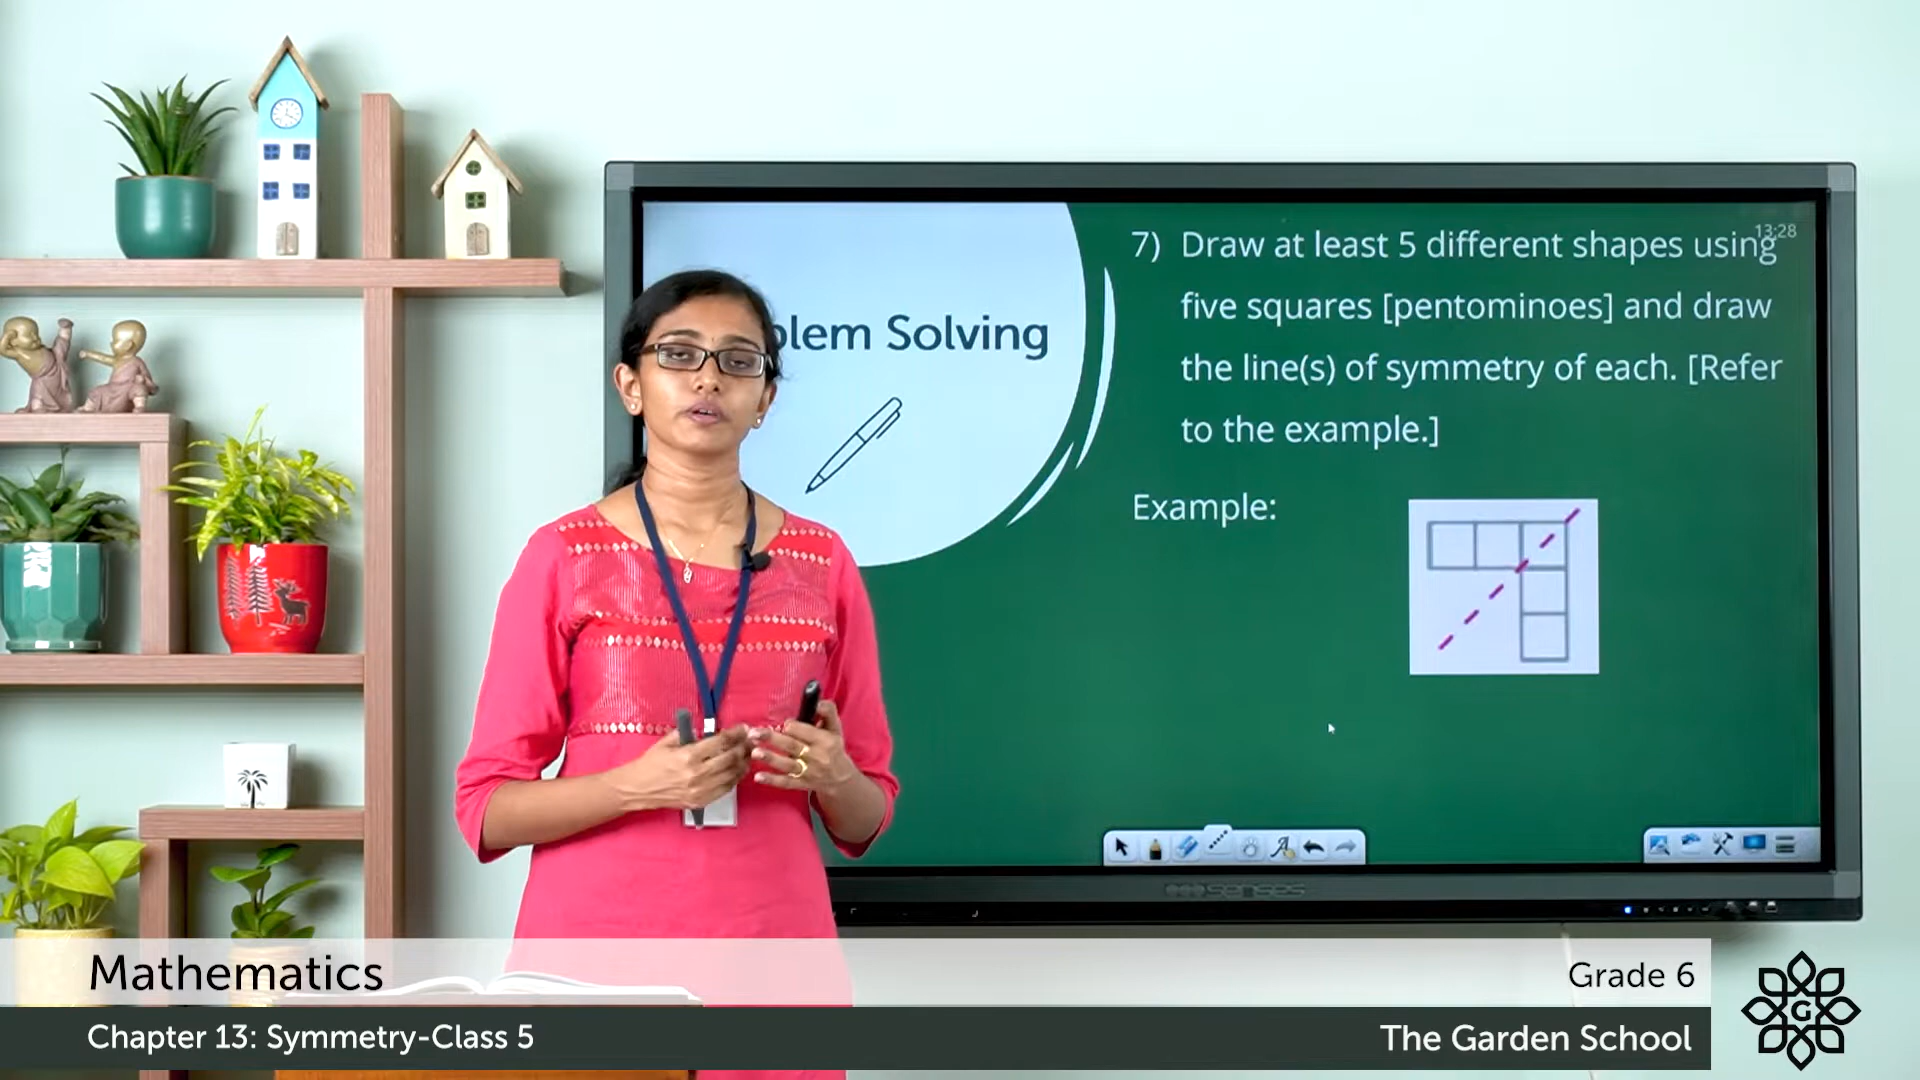 13:28
7) Draw at least 5 different shapes using
five squares [pentominoes] and draw
the line(s) of symmetry of each. [Refer
to the example.]
olem Solving
Example:
Mathematics
Grade 6
Chapter 13: Symmetry-Class 5
The Garden School
G